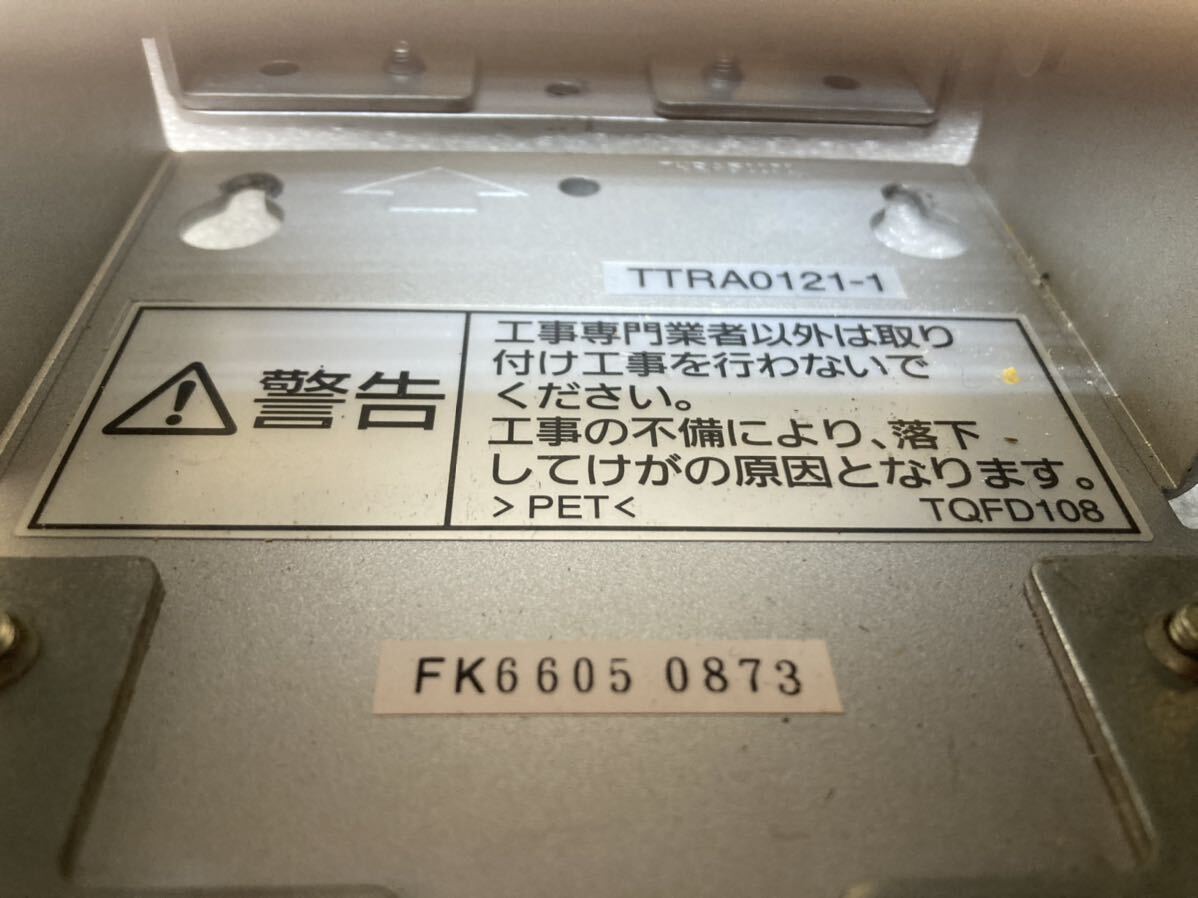 TTRA0121-1
警告
工事専門業者以外は取り
付け工事を行わないで
ください。
工事の不備により、落下
してけがの原因となります。
>PET<
TQFD108
FK66050873